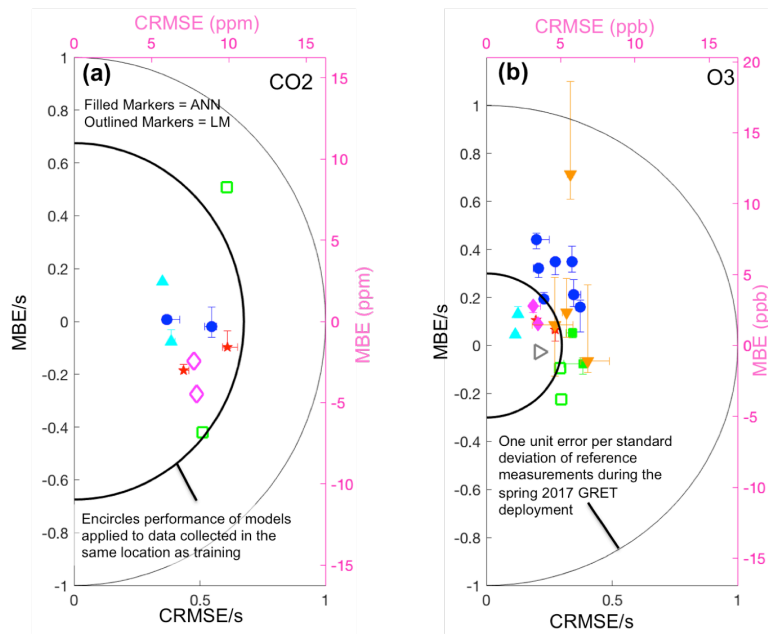 CRMSE (ppm)
0 5 10 15
(a)
CO2
Filled Markers = ANN
Outlined Markers = LM
1
0.8
0.6
0.4
0.2
0
-0.2
-0.4
-0.6
-0.8
-1
MBE/s
15
10
5
0
-5
-10
-15
MBE (ppm)
Encircles performance of models
applied to data collected in the
same location as training
0 0.5 1
CRMSE/s
CRMSE (ppb)
0 5 10 15
(b)
O3
1
0.8
0.6
0.4
0.2
0
-0.2
-0.4
-0.6
-0.8
-1
MBE/s
20
15
10
5
0
-5
-10
-15
MBE (ppb)
One unit error per standard
deviation of reference
measurements during the
spring 2017 GRET
deployment
0 0.5 1
CRMSE/s